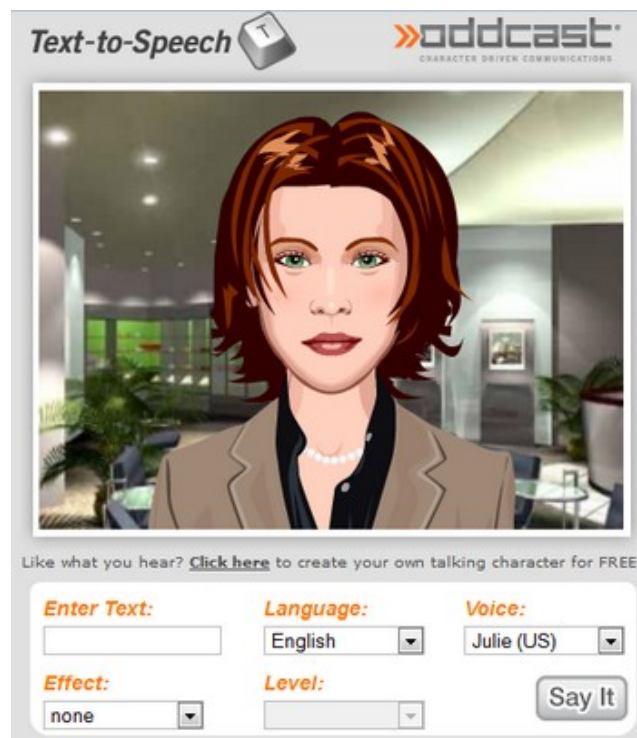 Text-to-Speech T
»oddcast®
CHARACTER DRIVEN COMMUNICATIONS
Like what you hear? Click here to create your own talking character for FREE
Enter Text: Language: Voice:
English Julie (US)
Effect: Level:
none Say It